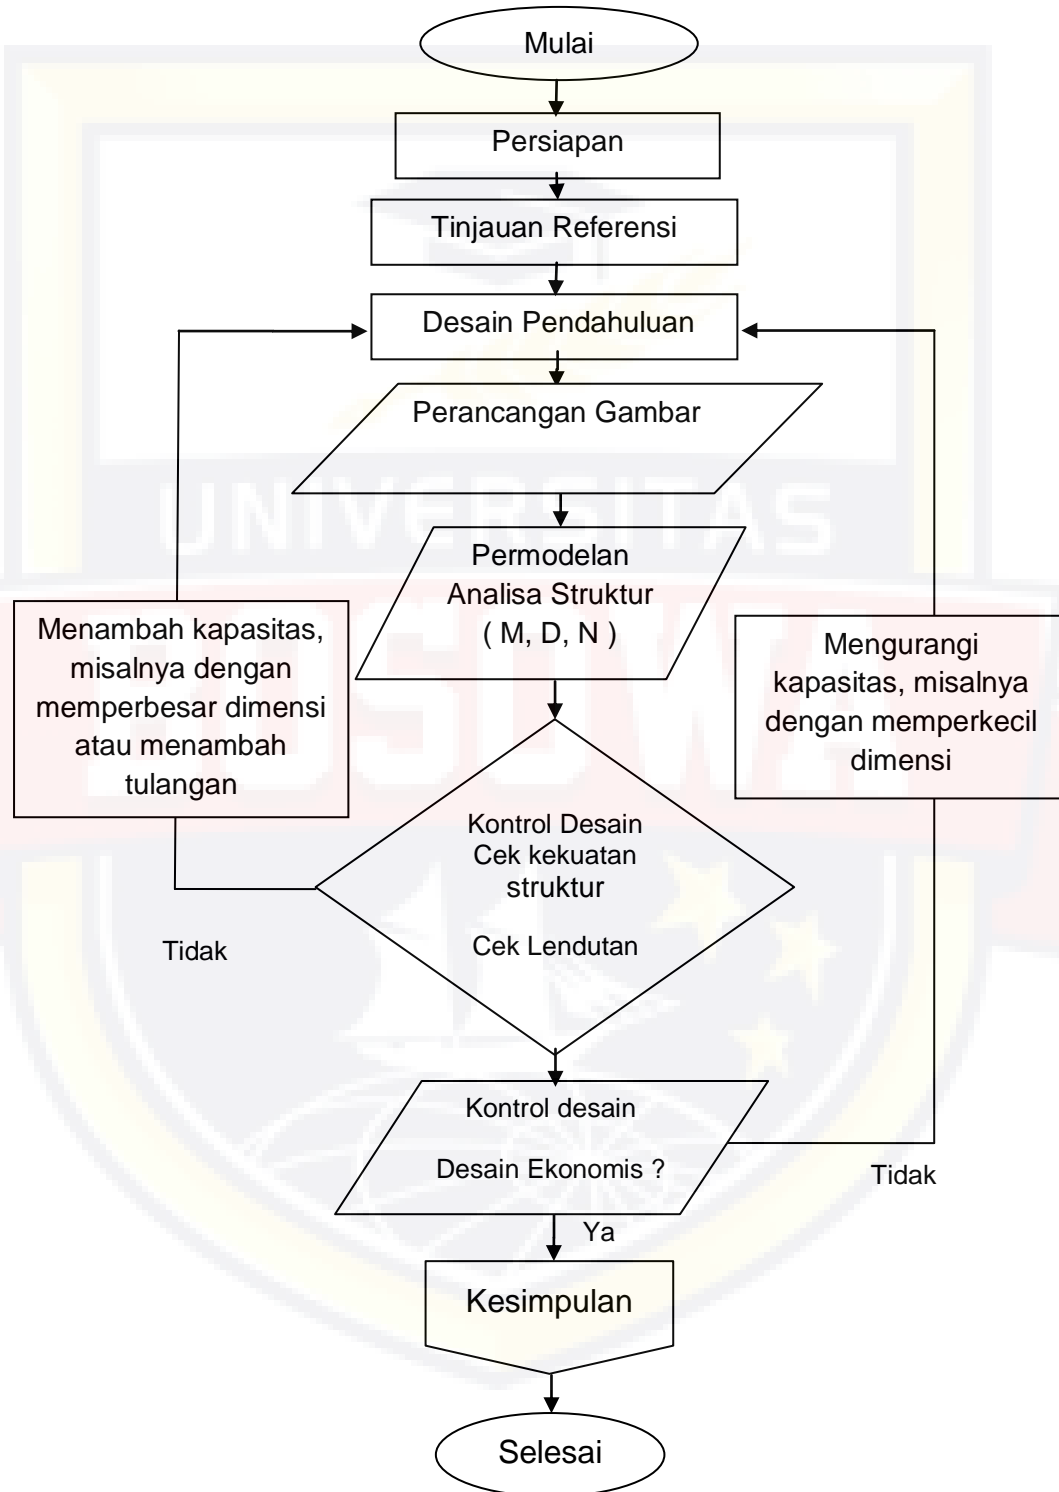 Mulai
Persiapan
Tinjauan Referensi
Desain Pendahuluan
Perancangan Gambar
UNIVERSITAS
Permodelan
Analisa Struktur
( M, D, N )
BOSOWA
Menambah kapasitas,
misalnya dengan
memperbesar dimensi
atau menambah
tulangan
Mengurangi
kapasitas, misalnya
dengan memperkecil
dimensi
Kontrol Desain
Cek kekuatan
struktur
Cek Lendutan
Tidak
Kontrol desain
Desain Ekonomis ?
Tidak
Ya
Kesimpulan
Selesai